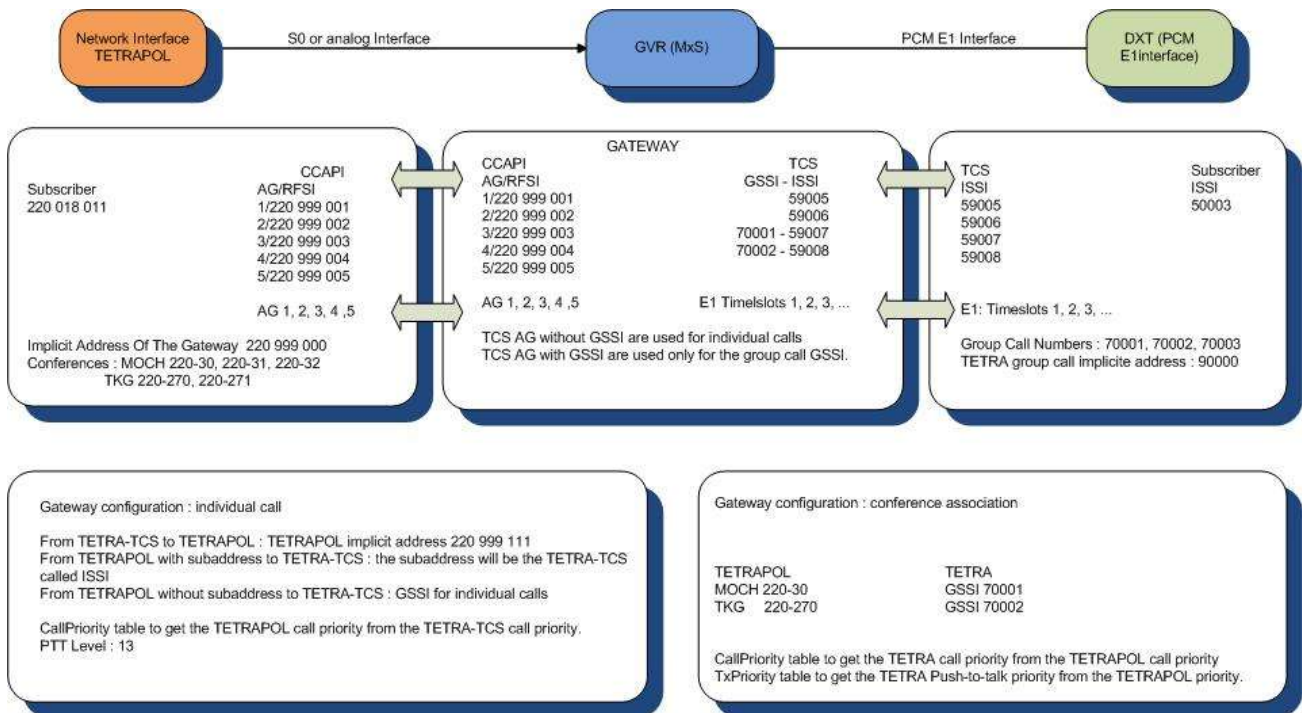 Network Interface
TETRAPOL
S0 or analog Interface
GVR (MxS)
PCM E1 Interface
DXT (PCM
E1interface)
CCAPI
Subscriber
AG/RFSI
220 018 011
1/220 999 001
2/220 999 002
3/220 999 003
4/220 999 004
5/220 999 005
AG 1, 2, 3, 4 ,5
Implicit Address Of The Gateway 220 999 000
Conferences : MOCH 220-30, 220-31, 220-32
TKG 220-270, 220-271
GATEWAY
CCAPI
AG/RFSI
1/220 999 001
2/220 999 002
3/220 999 003
4/220 999 004
5/220 999 005
TCS
GSSI - ISSI
59005
59006
70001 - 59007
70002 - 59008
AG 1, 2, 3, 4 ,5
E1 Timelslots 1, 2, 3, ...
TCS AG without GSSI are used for individual calls
TCS AG with GSSI are used only for the group call GSSI.
TCS
ISSI
59005
59006
59007
59008
Subscriber
ISSI
50003
E1: Timeslots 1, 2, 3, ...
Group Call Numbers : 70001, 70002, 70003
TETRA group call implicite address : 90000
Gateway configuration : individual call
From TETRA-TCS to TETRAPOL : TETRAPOL implicit address 220 999 111
From TETRAPOL with subaddress to TETRA-TCS : the subaddress will be the TETRA-TCS
called ISSI
From TETRAPOL without subaddress to TETRA-TCS : GSSI for individual calls
CallPriority table to get the TETRAPOL call priority from the TETRA-TCS call priority.
PTT Level : 13
Gateway configuration : conference association
TETRAPOL TETRA
MOCH 220-30 GSSI 70001
TKG 220-270 GSSI 70002
CallPriority table to get the TETRA call priority from the TETRAPOL call priority
TxPriority table to get the TETRA Push-to-talk priority from the TETRAPOL priority.